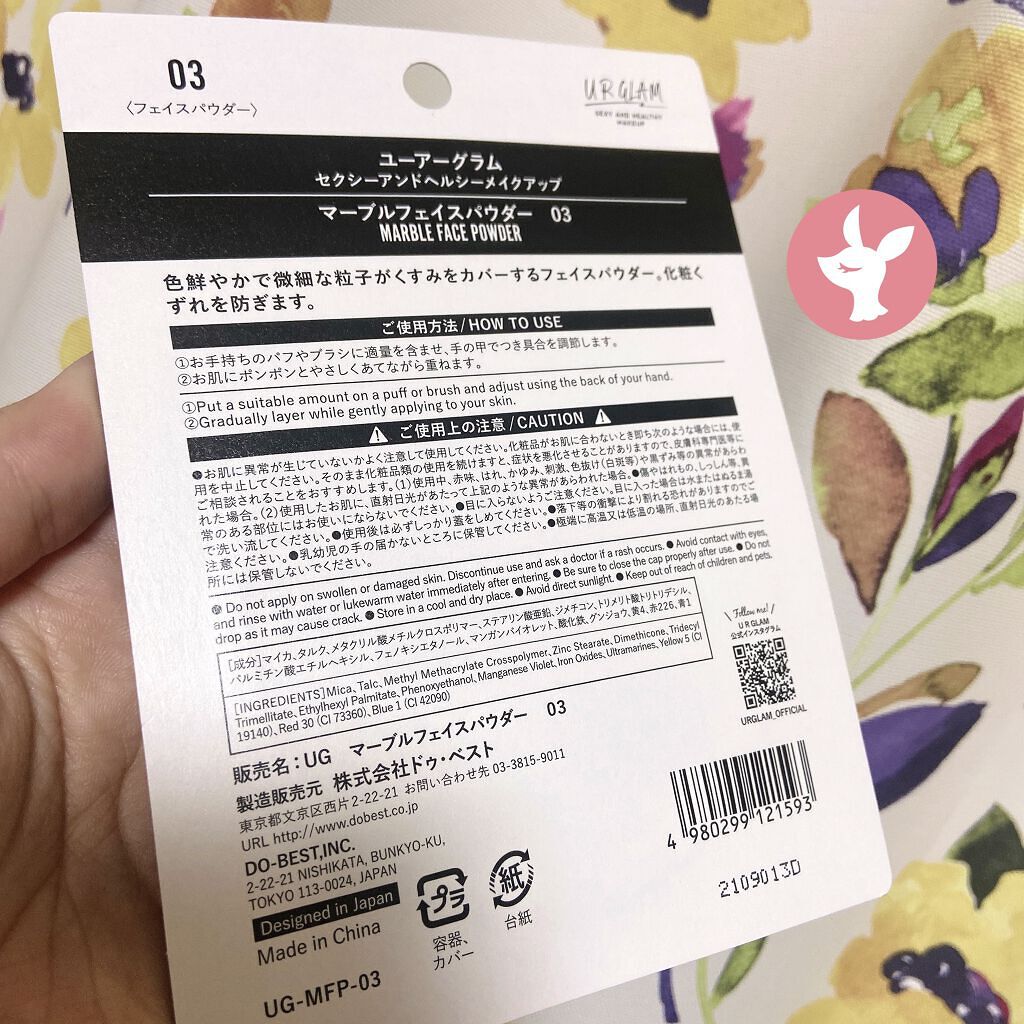 03
〈フェイスパウダー〉
UR GLAM
SEXY AND HEALTHY
MAKEUP
ユーアーグラム
セクシーアンドヘルシーメイクアップ
マーブルフェイスパウダー 03
MARBLE FACE POWDER
色鮮やかで微細な粒子がくすみをカバーするフェイスパウダー。化粧く
ずれを防ぎます。
ご使用方法/HOW TO USE
①お手持ちのパフやブラシに適量を含ませ、手の甲でつき具合を調節します。
②お肌にポンポンとやさしくあてながら重ねます。
①Put a suitable amount on a puff or brush and adjust using the back of your hand.
②Gradually layer while gently applying to your skin.
ご使用上の注意/CAUTION
●お肌に異常が生じていないかよく注意して使用してください。化粧品がお肌に合わないとき即ち次のような場合には、使
用を中止してください。そのまま化粧品類の使用を続けますと、症状を悪化させることがありますので、皮膚科専門医等に
ご相談されることをおすすめします。(1)使用中、赤味、はれ、かゆみ、刺激、色抜け(白斑等)や黒ずみ等の異常があらわ
れた場合。(2)使用したお肌に、直射日光があたって上記のような異常があらわれた場合。●傷やはれもの、しっしん等、異
常のある部位にはお使いにならないでください。●目に入らないようご注意ください。目に入った場合は水またはぬるま湯
で洗い流してください。●使用後は必ずしっかり蓋をしめてください。●落下等の衝撃により割れる恐れがありますのでご
注意ください。●乳幼児の手の届かないところに保管してください。●極端に高温又は低温の場所、直射日光のあたる場
所には保管しないでください。
● Do not apply on swollen or damaged skin. Discontinue use and ask a doctor if a rash occurs. ● Avoid contact with eyes,
and rinse with water or lukewarm water immediately after entering. ● Be sure to close the cap properly after use. ● Do not
drop as it may cause crack. ● Store in a cool and dry place. ● Avoid direct sunlight. ● Keep out of reach of children and pets.
[成分]マイカ、タルク、メタクリル酸メチルクロスポリマー、ステアリン酸亜鉛、ジメチコン、トリメリト酸トリトリデシル、
パルミチン酸エチルヘキシル、フェノキシエタノール、マンガンバイオレット、酸化鉄、グンジョウ、黄4、赤226、青1
[INGREDIENTS]Mica, Talc, Methyl Methacrylate Crosspolymer, Zinc Stearate, Dimethicone, Tridecyl
Trimellitate, Ethylhexyl Palmitate, Phenoxyethanol, Manganese Violet, Iron Oxides, Ultramarines, Yellow 5 (CI
19140), Red 30 (CI 73360), Blue 1 (CI 42090)
Follow me!
UR GLAM
公式インスタグラム
URGLAM_OFFICIAL
販売名:UG マーブルフェイスパウダー 03
製造販売元 株式会社ドゥ・ベスト
東京都文京区西片2-22-21 お問い合わせ先 03-3815-9011
URL http://www.dobest.co.jp
DO-BEST,INC.
2-22-21 NISHIKATA, BUNKYO-KU,
TOKYO 113-0024, JAPAN
Designed in Japan
Made in China
プラ
容器、
カバー
紙
台紙
4 980299 121593
2109013D
UG-MFP-03